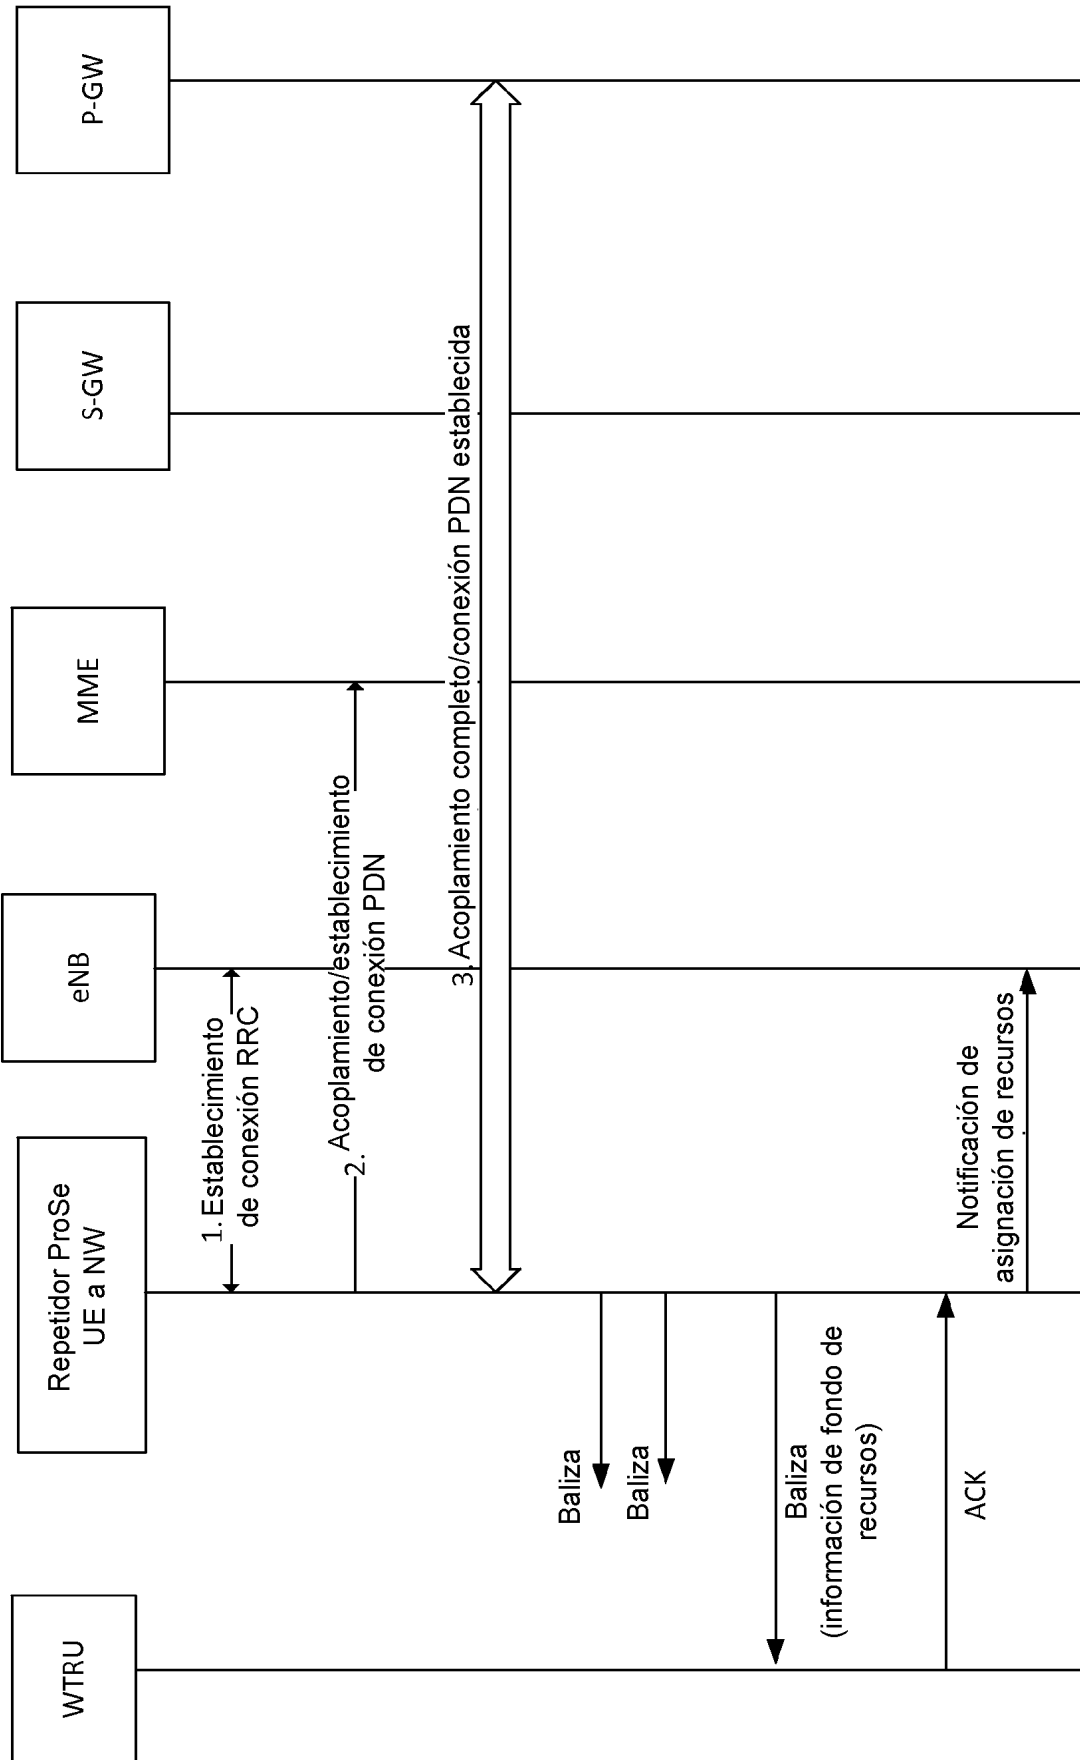 WTRU
Repetidor ProSe
UE a NW
eNB
MME
S-GW
P-GW
1. Establecimiento
de conexión RRC
2. Acoplamiento/establecimiento
de conexión PDN
3. Acoplamiento completo/conexión PDN establecida
Baliza
Baliza
Baliza
(información de fondo de
recursos)
ACK
Notificación de
asignación de recursos